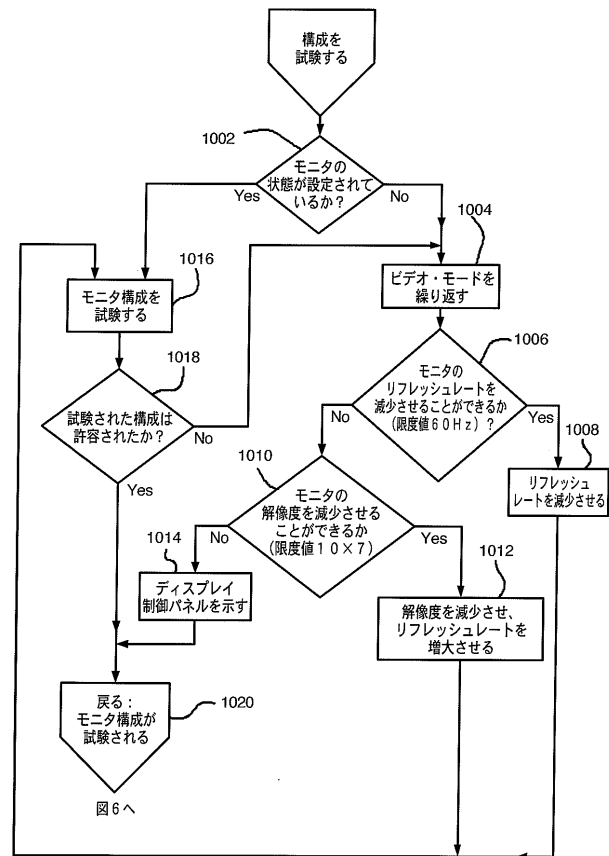 構成を
試験する
1002
モニタの
状態が設定されて
いるか?
Yes
No
1004
ビデオ・モードを
繰り返す
1016
モニタ構成を
試験する
1006
モニタの
リフレッシュレートを
減少させることができるか
(限度値60Hz)?
No
Yes
1018
試験された構成は
許容されたか?
No
Yes
1008
リフレッシュ
レートを減少させる
1010
モニタの
解像度を減少させる
ことができるか
(限度値10×7)
No
Yes
1014
ディスプレイ
制御パネルを示す
1012
解像度を減少させ、
リフレッシュレートを
増大させる
戻る:
モニタ構成が
試験される
1020
図6へ